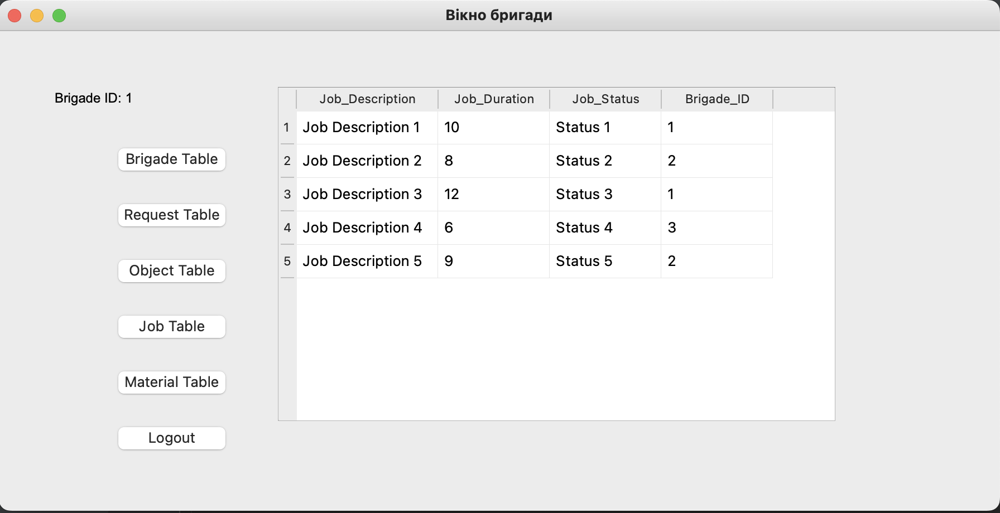 Вікно бригади
Brigade ID: 1
Brigade Table
Request Table
Object Table
Job Table
Material Table
Logout
Job_Description Job_Duration Job_Status Brigade_ID
1 Job Description 1 10 Status 1 1
2 Job Description 2 8 Status 2 2
3 Job Description 3 12 Status 3 1
4 Job Description 4 6 Status 4 3
5 Job Description 5 9 Status 5 2